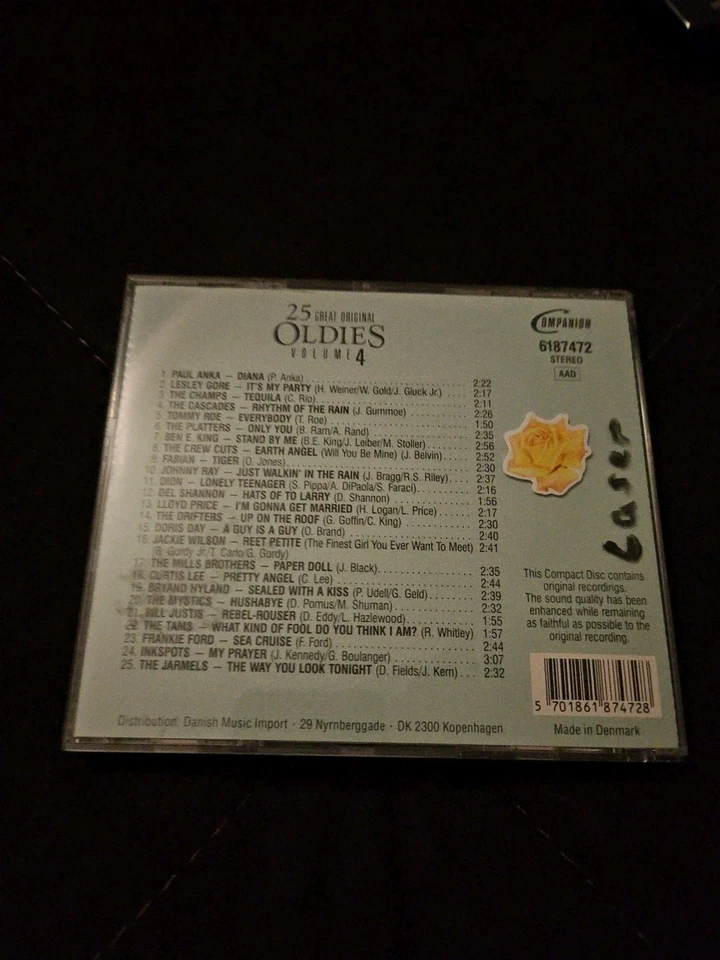 25 GREAT ORIGINAL
OLDIES
VOLUME 4
COMPANION
6187472
STEREO
AAD
1. PAUL ANKA – DIANA (P. Anka) 2:22
2. LESLEY GORE – IT'S MY PARTY (H. Weiner/W. Gold/J. Gluck Jr.) 2:17
3. THE CHAMPS – TEQUILA (C. Rio) 2:11
4. THE CASCADES – RHYTHM OF THE RAIN (J. Gummoe) 2:26
5. TOMMY ROE – EVERYBODY (T. Roe) 1:50
6. THE PLATTERS – ONLY YOU (B. Ram/A. Rand) 2:35
7. BEN E. KING – STAND BY ME (B.E. King/J. Leiber/M. Stoller) 2:56
8. THE CREW CUTS – EARTH ANGEL (Will You Be Mine) (J. Belvin) 2:52
9. FABIAN – TIGER (O. Jones) 2:30
10. JOHNNY RAY – JUST WALKIN' IN THE RAIN (J. Bragg/R.S. Riley) 2:37
11. DION – LONELY TEENAGER (S. Pippa/A. DiPaola/S. Faraci) 2:16
12. DEL SHANNON – HATS OF TO LARRY (D. Shannon) 1:56
13. LLOYD PRICE – I'M GONNA GET MARRIED (H. Logan/L. Price) 2:17
14. THE DRIFTERS – UP ON THE ROOF (G. Goffin/C. King) 2:30
15. DORIS DAY – A GUY IS A GUY (O. Brand) 2:40
16. JACKIE WILSON – REET PETITE (The Finest Girl You Ever Want To Meet) 2:41
(B. Gordy Jr./T. Carlo/G. Gordy)
17. THE MILLS BROTHERS – PAPER DOLL (J. Black) 2:35
18. CURTIS LEE – PRETTY ANGEL (C. Lee) 2:44
19. BRYAND HYLAND – SEALED WITH A KISS (P. Udell/G. Geld) 2:39
20. THE MYSTICS – HUSHABYE (D. Pomus/M. Shuman) 2:32
21. BILL JUSTIS – REBEL-ROUSER (D. Eddy/L. Hazlewood) 1:55
22. THE TAMS – WHAT KIND OF FOOL DO YOU THINK I AM? (R. Whitley) 1:57
23. FRANKIE FORD – SEA CRUISE (F. Ford) 2:44
24. INKSPOTS – MY PRAYER (J. Kennedy/G. Boulanger) 3:07
25. THE JARMELS – THE WAY YOU LOOK TONIGHT (D. Fields/J. Kern) 2:32
Laser
This Compact Disc contains
original recordings.
The sound quality has been
enhanced while remaining
as faithful as possible to the
original recording.
5 701861 874728
Made in Denmark
Distribution: Danish Music Import · 29 Nyrnberggade · DK 2300 Kopenhagen